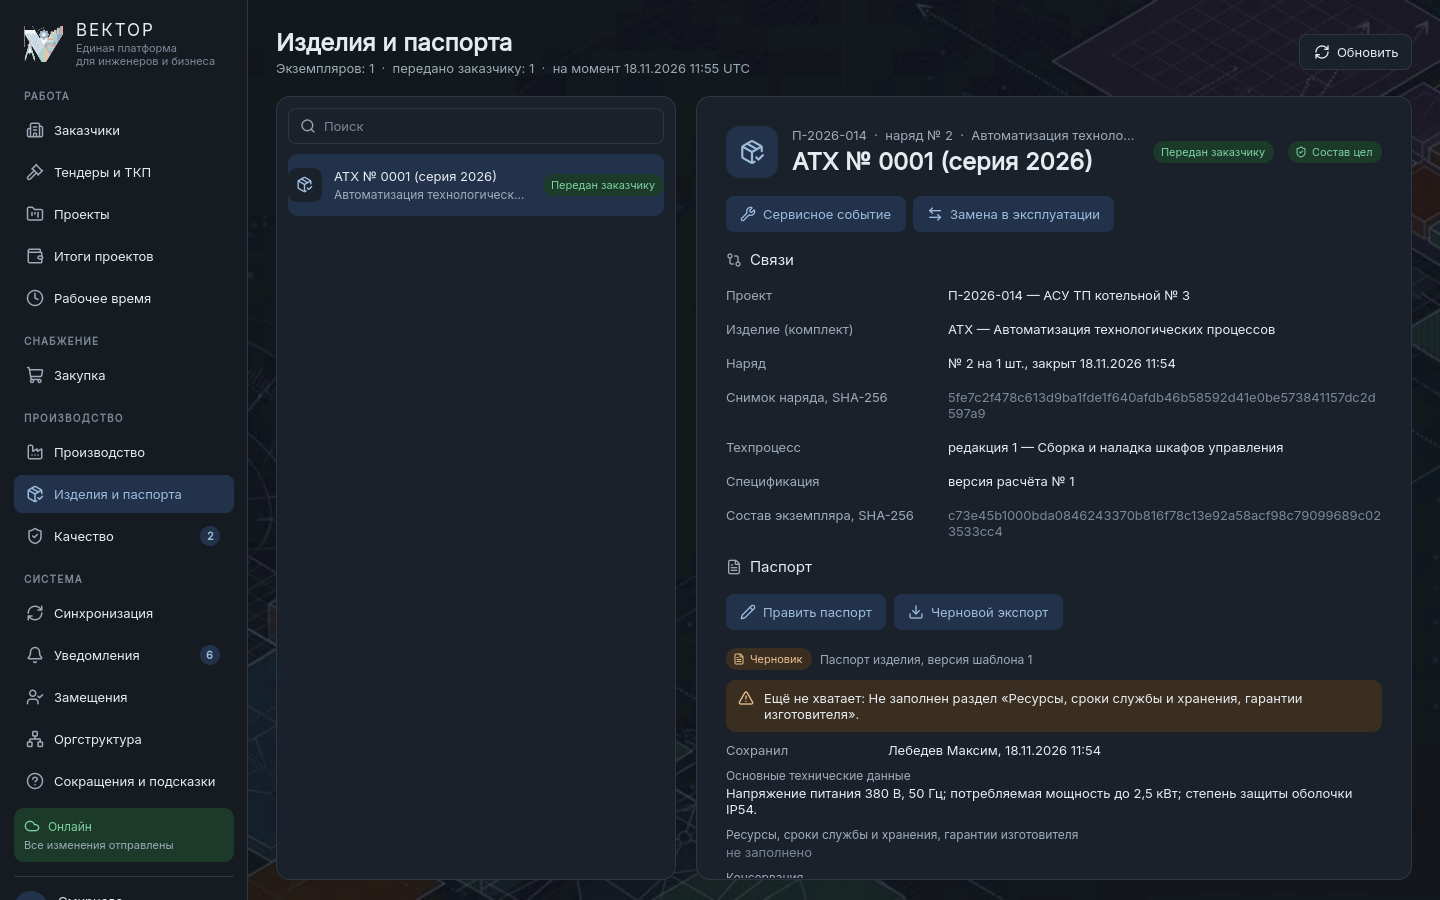 ВЕКТОР
Единая платформа
для инженеров и бизнеса
РАБОТА
Заказчики
Тендеры и ТКП
Проекты
Итоги проектов
Рабочее время
СНАБЖЕНИЕ
Закупка
ПРОИЗВОДСТВО
Производство
Изделия и паспорта
Качество
2
СИСТЕМА
Синхронизация
Уведомления
6
Замещения
Оргструктура
Сокращения и подсказки
Онлайн
Все изменения отправлены
Изделия и паспорта
Экземпляров: 1 · передано заказчику: 1 · на момент 18.11.2026 11:55 UTC
Обновить
Поиск
АТХ № 0001 (серия 2026)
Автоматизация технологическ...
Передан заказчику
П-2026-014 · наряд № 2 · Автоматизация техноло...
АТХ № 0001 (серия 2026)
Передан заказчику
Состав цел
Сервисное событие
Замена в эксплуатации
Связи
Проект
П-2026-014 — АСУ ТП котельной № 3
Изделие (комплект)
АТХ — Автоматизация технологических процессов
Наряд
№ 2 на 1 шт., закрыт 18.11.2026 11:54
Снимок наряда, SHA-256
5fe7c2f478c613d9ba1fde1f640afdb46b58592d41e0be573841157dc2d
597a9
Техпроцесс
редакция 1 — Сборка и наладка шкафов управления
Спецификация
версия расчёта № 1
Состав экземпляра, SHA-256
c73e45b1000bda0846243370b816f78c13e92a58acf98c79099689c02
3533cc4
Паспорт
Править паспорт
Черновой экспорт
Черновик
Паспорт изделия, версия шаблона 1
Ещё не хватает: Не заполнен раздел «Ресурсы, сроки службы и хранения, гарантии
изготовителя».
Сохранил
Лебедев Максим, 18.11.2026 11:54
Основные технические данные
Напряжение питания 380 В, 50 Гц; потребляемая мощность до 2,5 кВт; степень защиты оболочки
IP54.
Ресурсы, сроки службы и хранения, гарантии изготовителя
не заполнено
Консервация